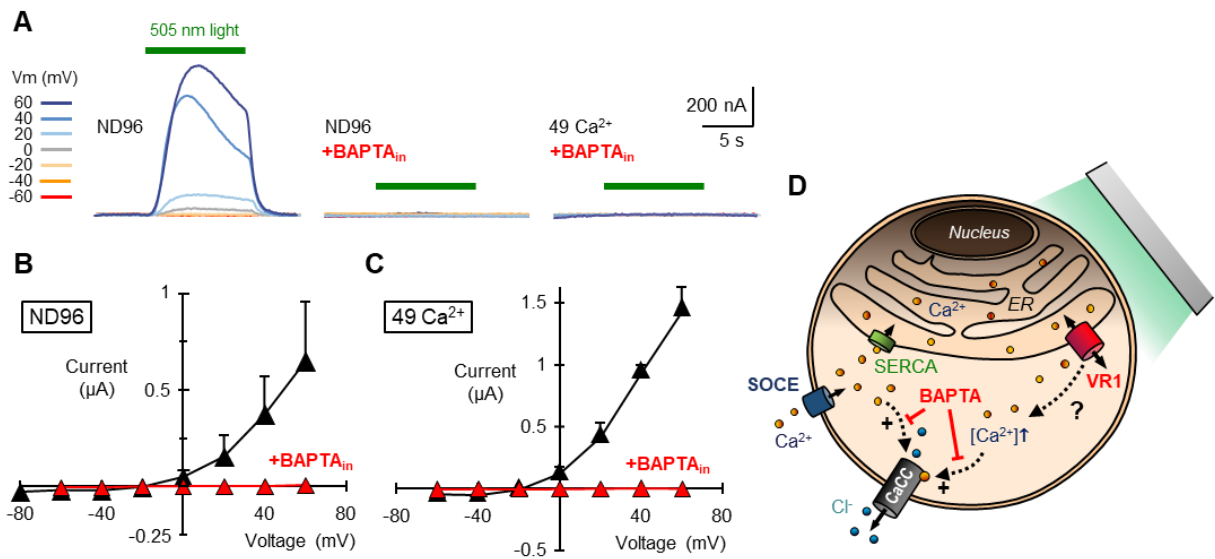 A
505 nm light
Vm (mV)
60
40
20
0
-20
-40
-60
ND96
ND96
+BAPTAin
49 Ca²⁺
+BAPTAin
200 nA
5 s
B
ND96
Current
(µA)
1
0.5
-0.25
-80
-40
40
80
+BAPTAin
Voltage (mV)
C
49 Ca²⁺
Current
(µA)
1.5
1
0.5
-0.5
-80
-40
40
80
+BAPTAin
Voltage (mV)
D
Nucleus
Ca²⁺
ER
SERCA
VR1
SOCE
BAPTA
?
Ca²⁺
+
[Ca²⁺]↑
+
CaCC
Cl⁻